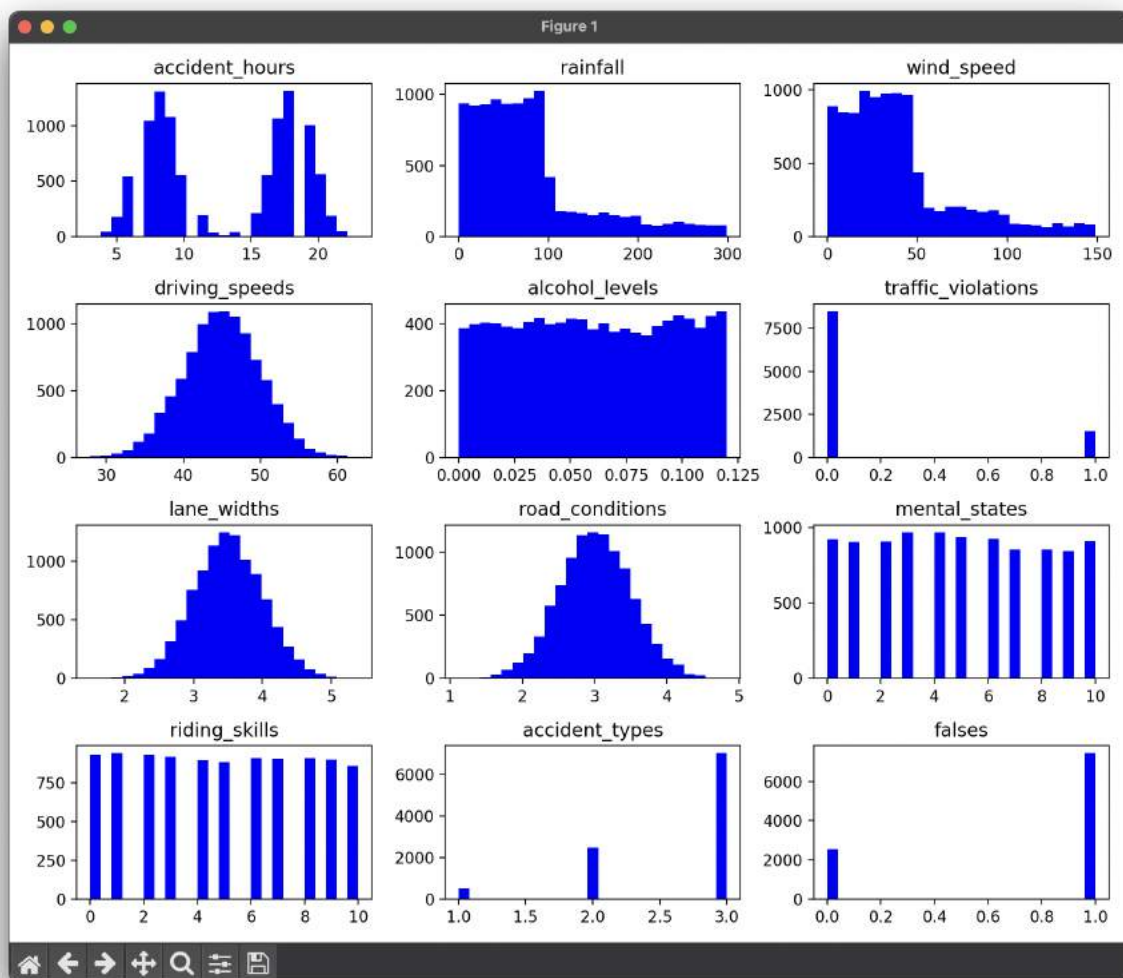 Figure 1
accident_hours
1000
500
0
5 10 15 20
rainfall
1000
500
0
0 100 200 300
wind_speed
1000
500
0
0 50 100 150
driving_speeds
1000
500
0
30 40 50 60
alcohol_levels
400
200
0
0.000 0.025 0.050 0.075 0.100 0.125
traffic_violations
7500
5000
2500
0
0.0 0.2 0.4 0.6 0.8 1.0
lane_widths
1000
500
0
2 3 4 5
road_conditions
1000
500
0
1 2 3 4 5
mental_states
1000
500
0
0 2 4 6 8 10
riding_skills
750
500
250
0
0 2 4 6 8 10
accident_types
6000
4000
2000
0
1.0 1.5 2.0 2.5 3.0
falses
6000
4000
2000
0
0.0 0.2 0.4 0.6 0.8 1.0